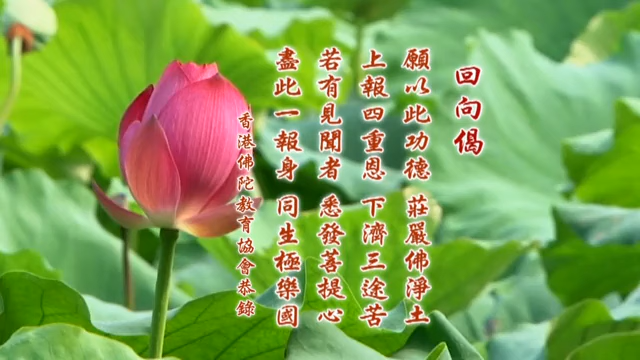 回向偈
願以此功德 莊嚴佛淨土
上報四重恩 下濟三途苦
若有見聞者 悉發菩提心
盡此一報身 同生極樂國
香港佛陀教育協會恭錄